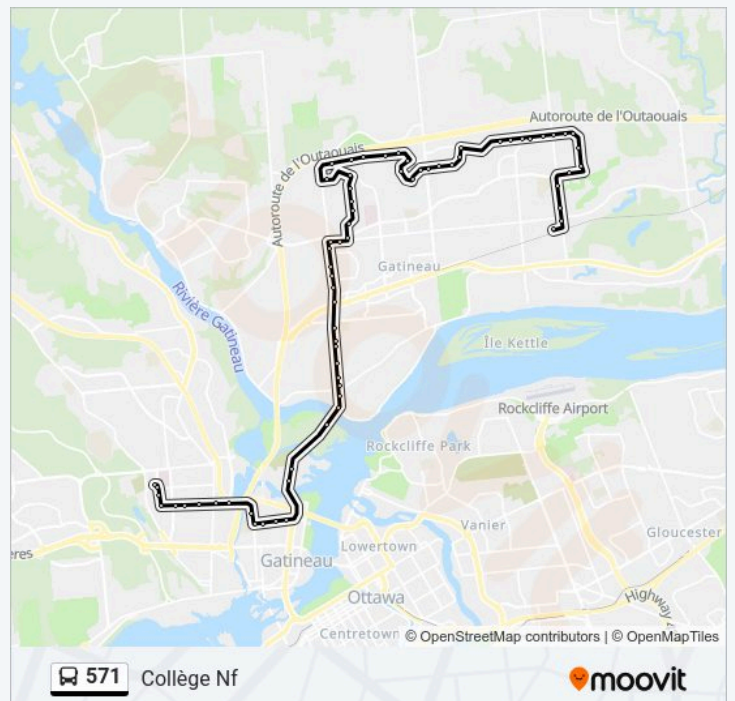 Autoroute de l'Outaouais
Autoroute de l'Outaouais
Gatineau
Rivière Gatineau
Île Kettle
Rockcliffe Airport
Rockcliffe Park
Vanier
Gloucester
ères
Lowertown
Gatineau
Highway
Ottawa
Centretown
© OpenStreetMap contributors | © OpenMapTiles
571 Collège Nf
moovit